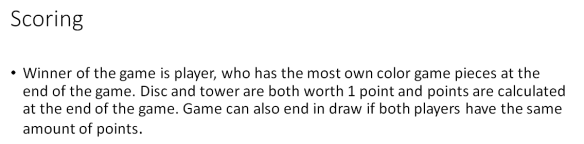 Scoring
• Winner of the game is player, who has the most own color game pieces at the
end of the game. Disc and tower are both worth 1 point and points are calculated
at the end of the game. Game can also end in draw if both players have the same
amount of points.